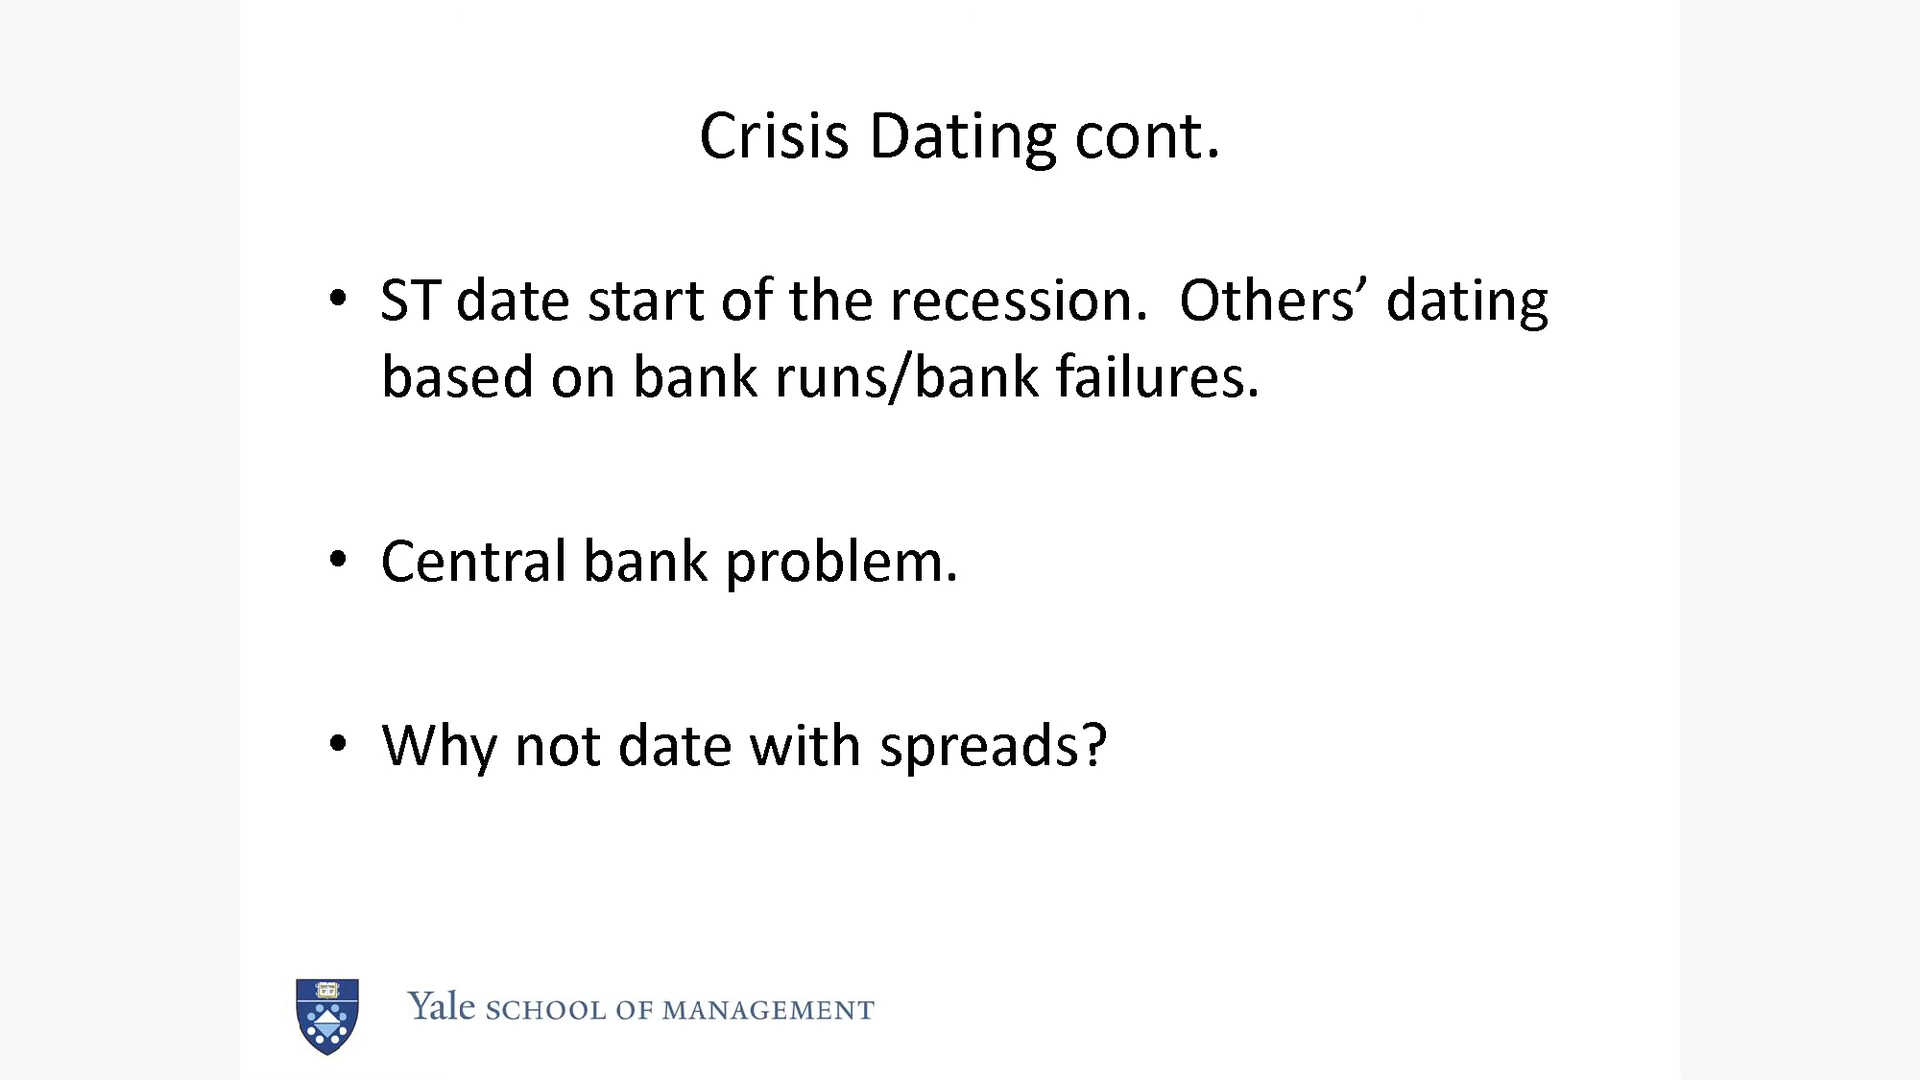 Crisis Dating cont.
• ST date start of the recession.  Others’ dating
based on bank runs/bank failures.
• Central bank problem.
• Why not date with spreads?
Yale SCHOOL OF MANAGEMENT